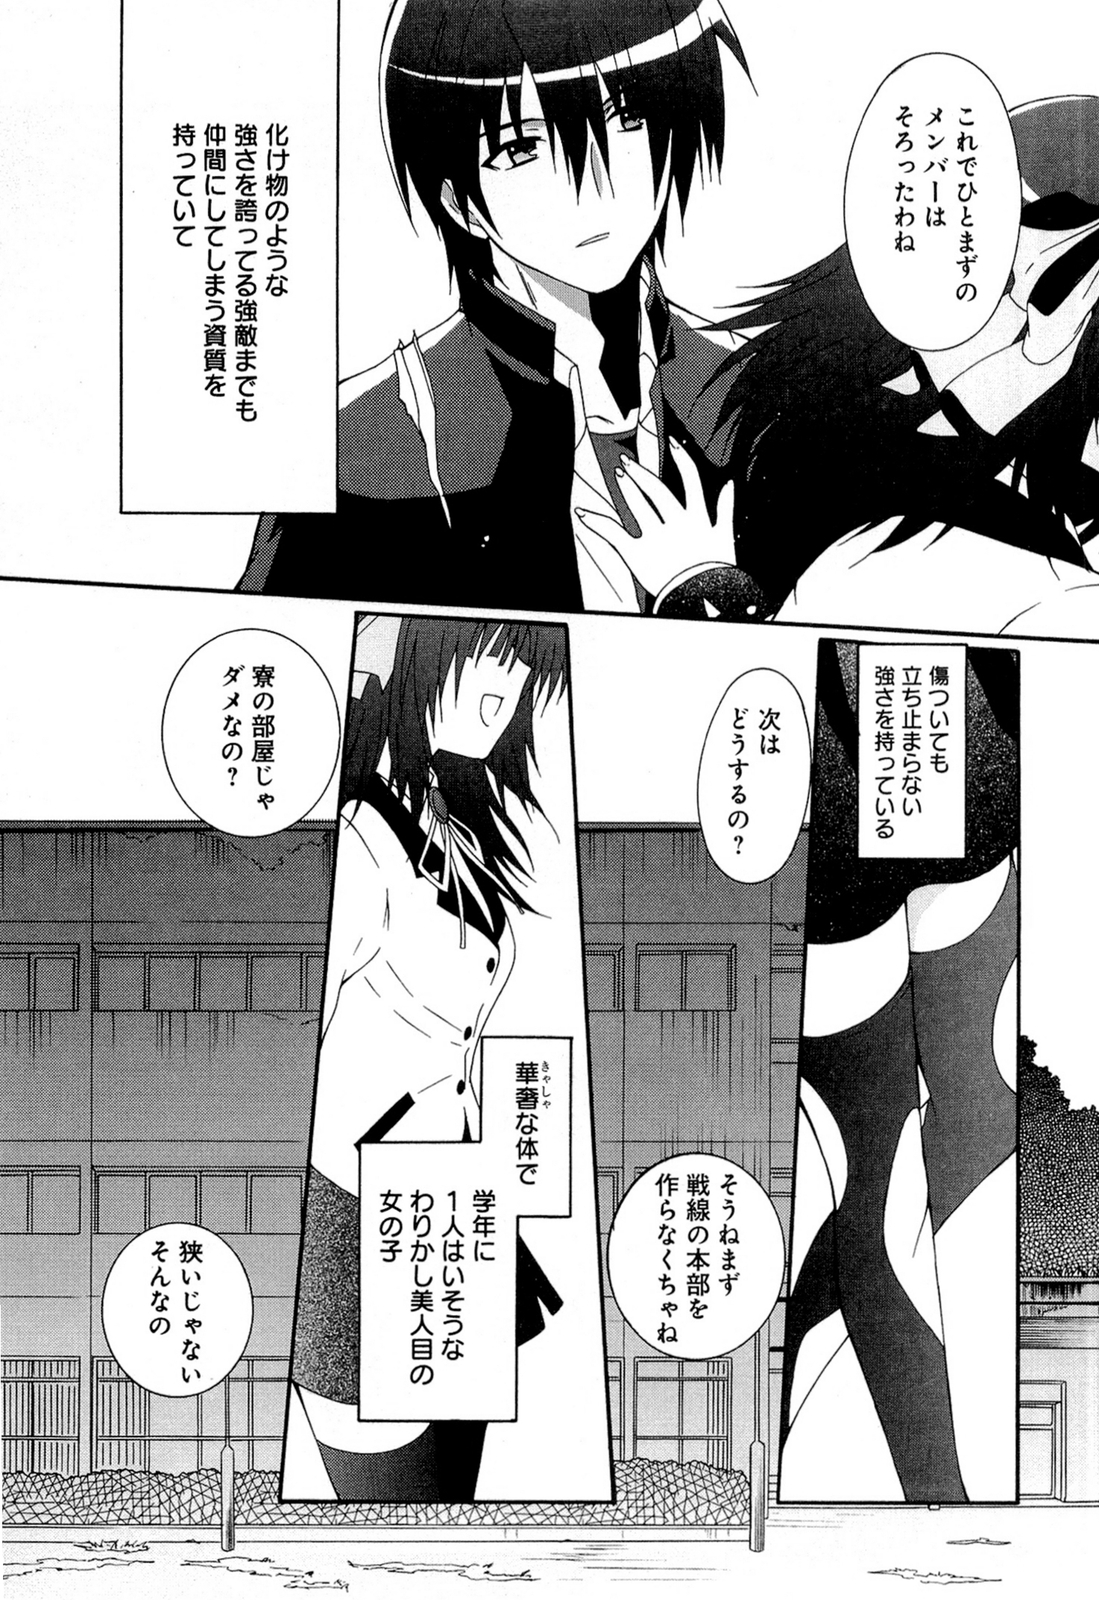 これでひとまずの
メンバーは
そろったわね
化け物のような
強さを誇ってる強敵までも
仲間にしてしまう資質を
持っていて
傷ついても
立ち止まらない
強さを持っている
次は
どうするの?
そうねまず
戦線の本部を
作らなくちゃね
寮の部屋じゃ
ダメなの?
華奢な体で
きゃしゃ
学年に
1人はいそうな
わりかし美人目の
女の子
狭いじゃない
そんなの